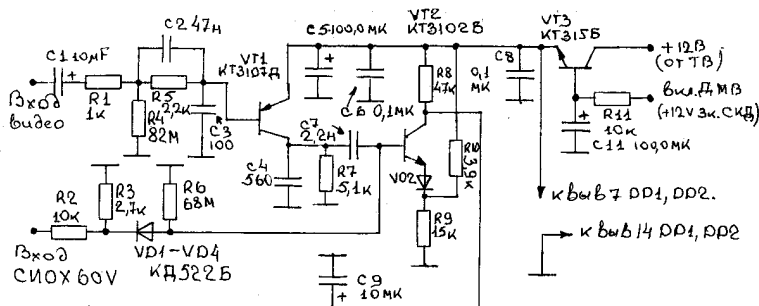 C2 47н
VT1
КТ3107Д
C5 100,0 мк
VT2
КТ3102Б
VT3
КТ315Б
C1 10мF
R1
1к
R5
2,2к
R4
82М
C3
100
C6 0,1мк
R8
47к
0,1
мк
C8
+12В
(от ТВ)
Вход
видео
вкл. ДМВ
(+12V эк. СКД)
R11
10к
C11 100,0мк
C7
2,2н
C4
560
R7
5,1к
R10
3,9к
VD2
R3
2,7к
R6
68М
R2
10к
R9
15к
к выв 7 DD1, DD2.
к выв 14 DD1, DD2
Вход
СИОХ 60V
VD1-VD4
КД522Б
C9
10мк